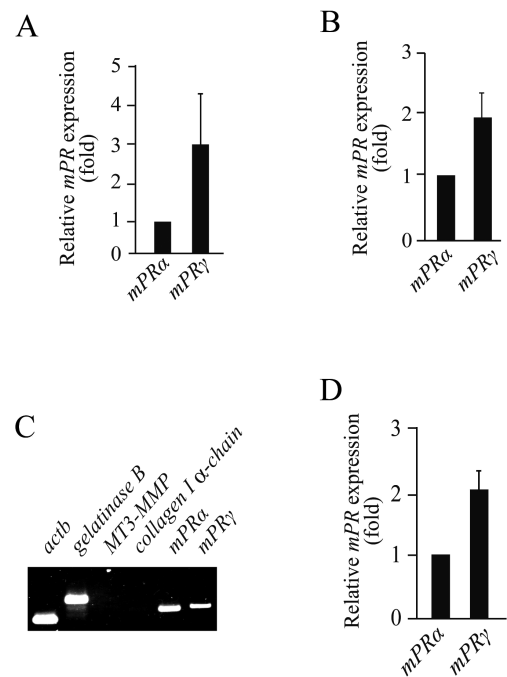 A
Relative mPR expression
(fold)
5
4
3
2
1
0
mPRα
mPRγ
B
Relative mPR expression
(fold)
3
2
1
0
mPRα
mPRγ
C
actb
gelatinase B
MT3-MMP
collagen I α-chain
mPRα
mPRγ
D
Relative mPR expression
(fold)
3
2
1
0
mPRα
mPRγ